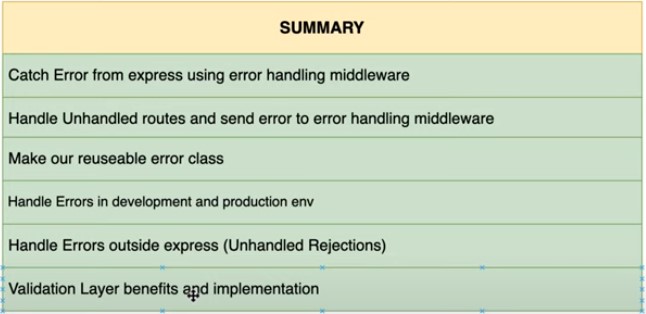 SUMMARY
Catch Error from express using error handling middleware
Handle Unhandled routes and send error to error handling middleware
Make our reuseable error class
Handle Errors in development and production env
Handle Errors outside express (Unhandled Rejections)
Validation Layer benefits and implementation